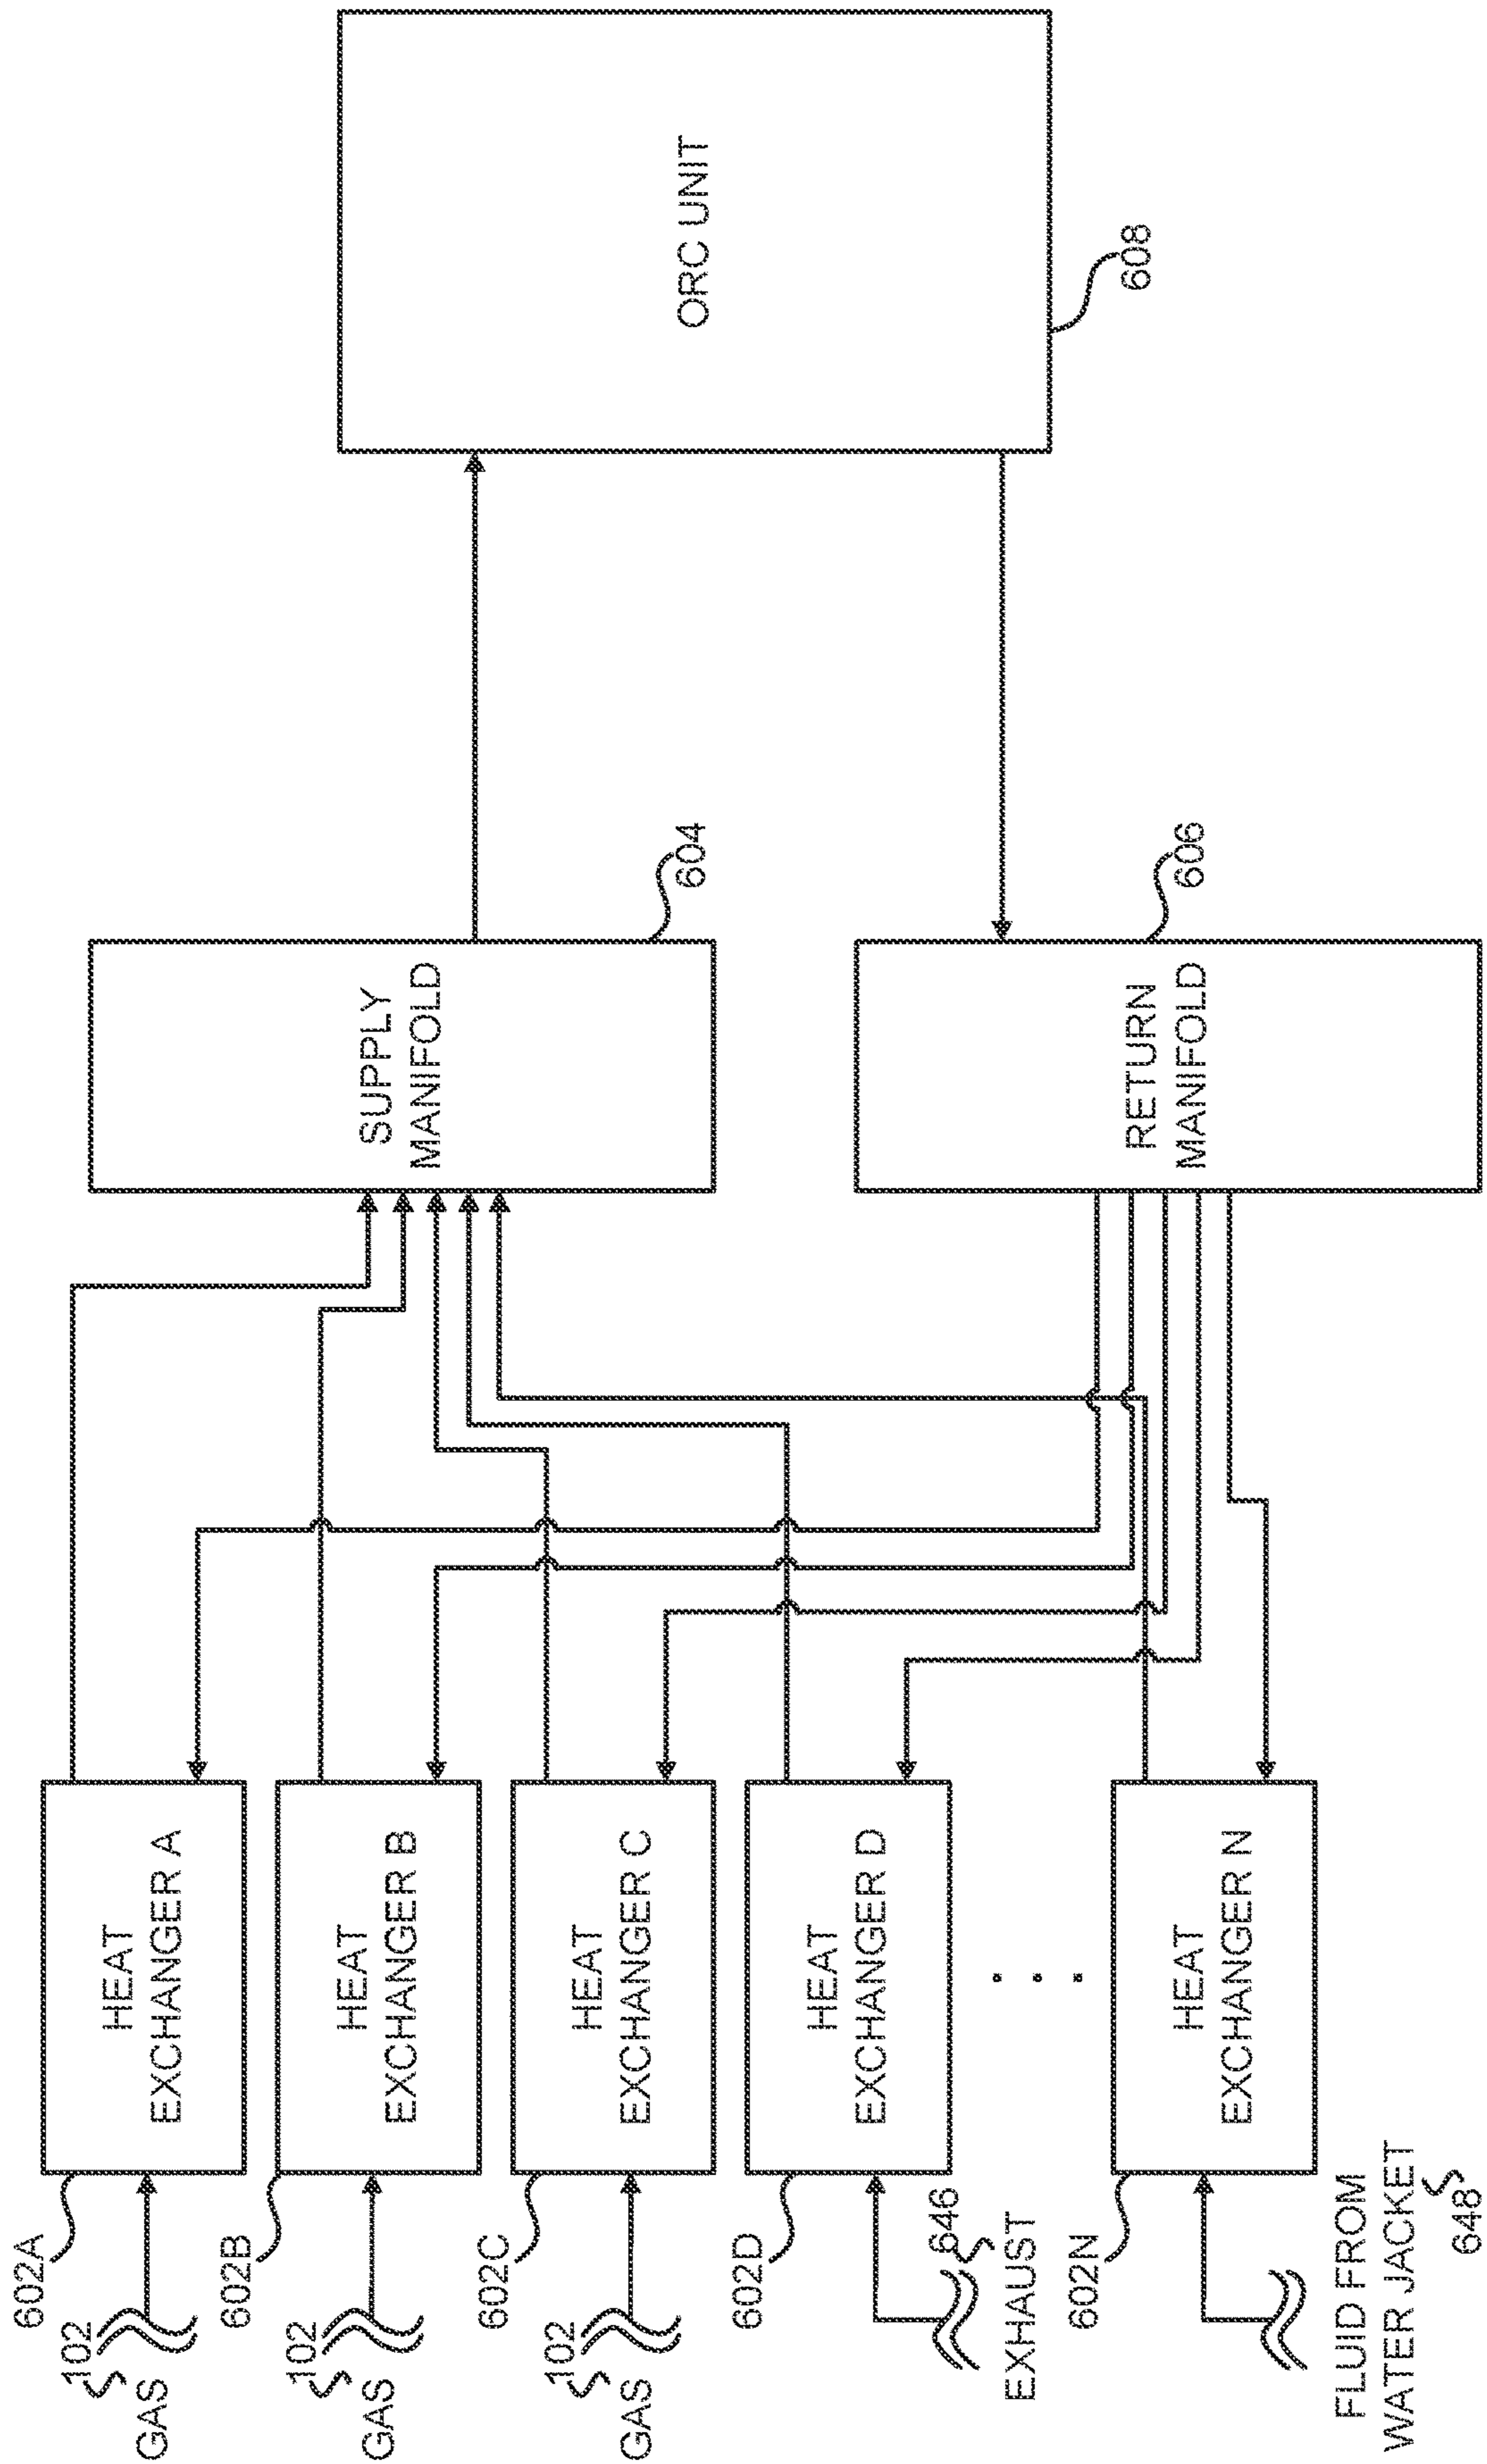 102
GAS
602A
HEAT
EXCHANGER A
102
GAS
602B
HEAT
EXCHANGER B
102
GAS
602C
HEAT
EXCHANGER C
602D
HEAT
EXCHANGER D
646
EXHAUST
. . .
602N
HEAT
EXCHANGER N
FLUID FROM
WATER JACKET
648
SUPPLY
MANIFOLD
604
RETURN
MANIFOLD
606
ORC UNIT
608